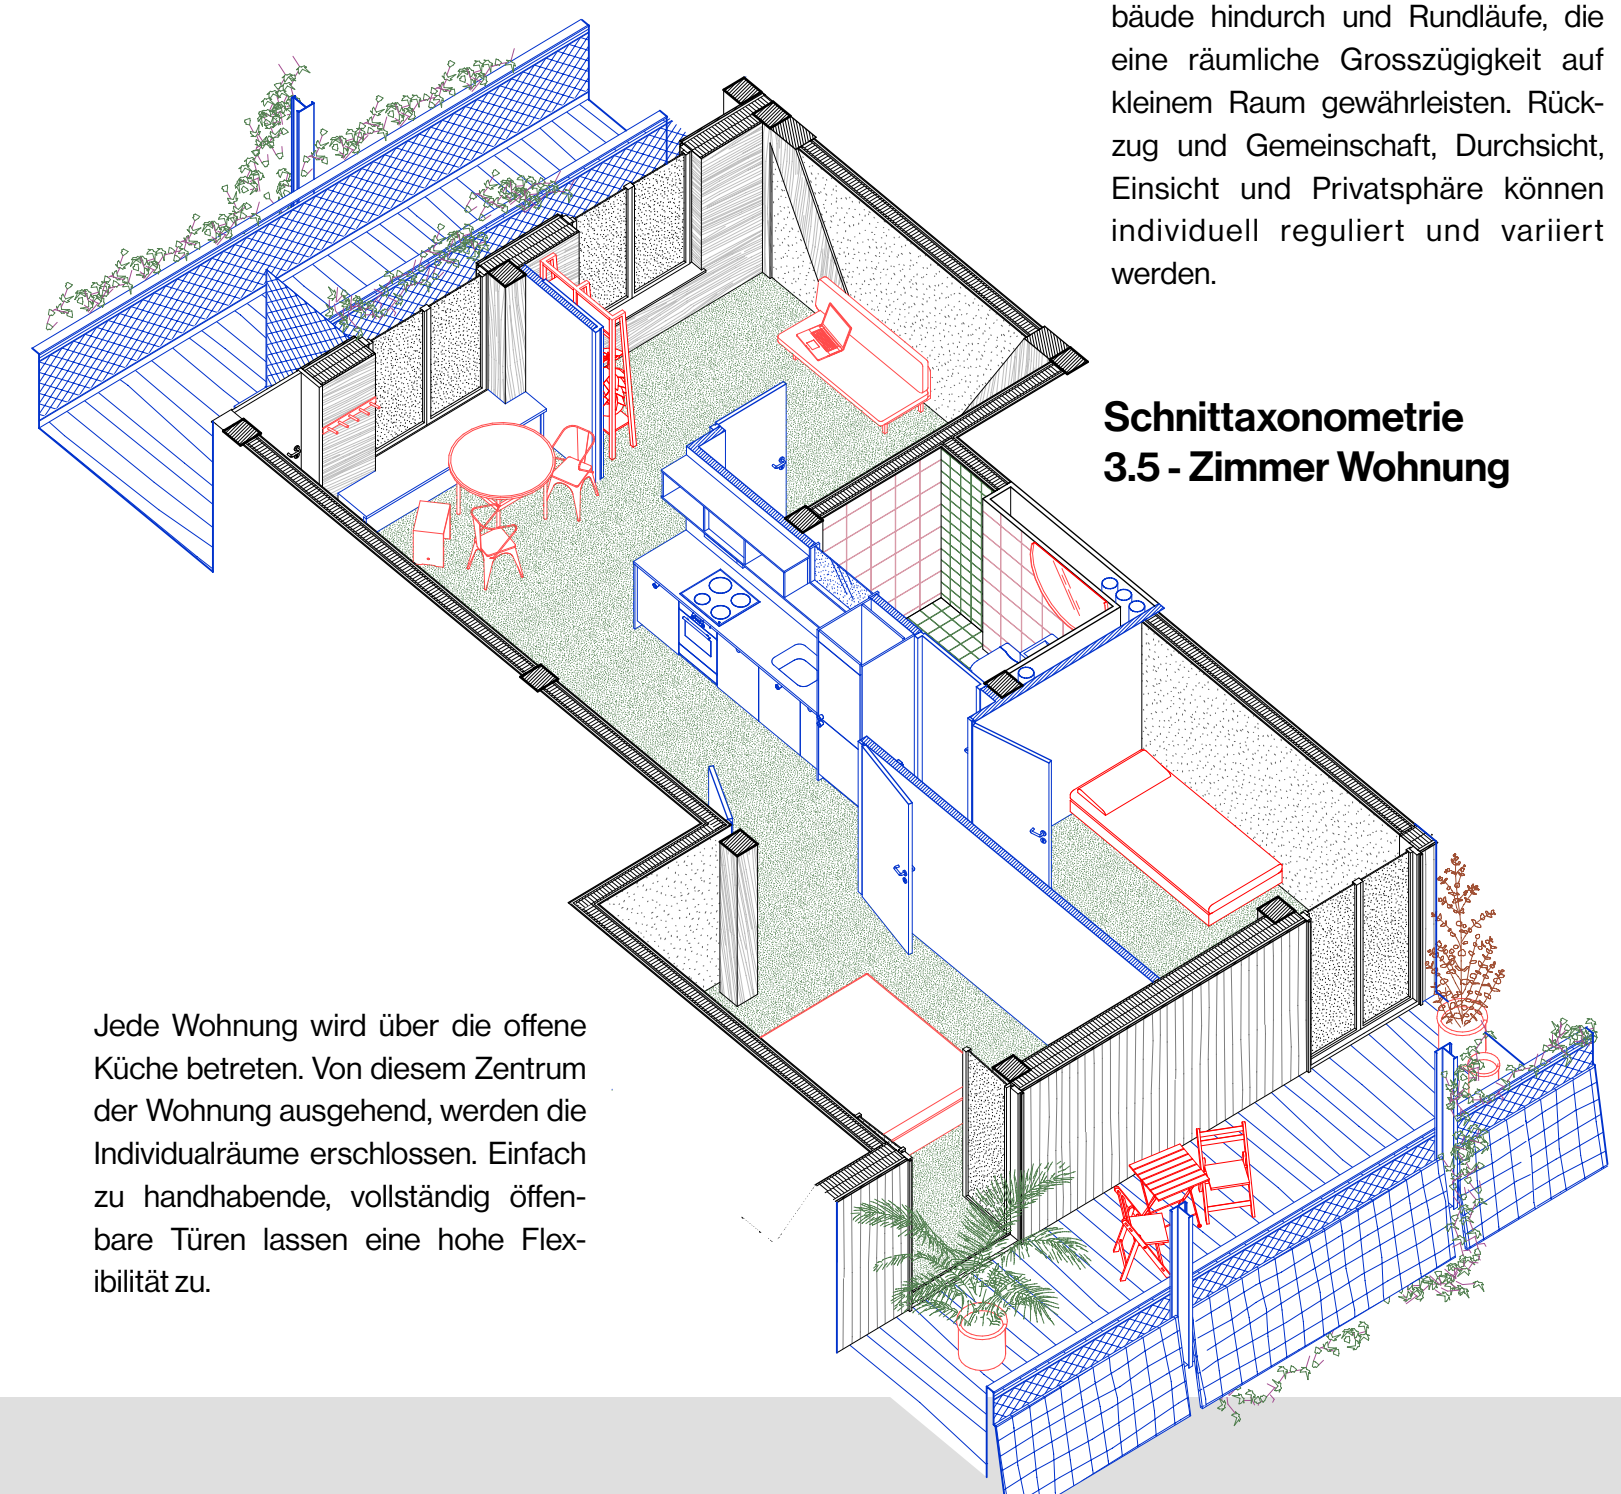 bäude hindurch und Rundläufe, die
eine räumliche Grosszügigkeit auf
kleinem Raum gewährleisten. Rück-
zug und Gemeinschaft, Durchsicht,
Einsicht und Privatsphäre können
individuell reguliert und variiert
werden.
Schnittaxonometrie
3.5 - Zimmer Wohnung
Jede Wohnung wird über die offene
Küche betreten. Von diesem Zentrum
der Wohnung ausgehend, werden die
Individualräume erschlossen. Einfach
zu handhabende, vollständig öffen-
bare Türen lassen eine hohe Flex-
ibilität zu.